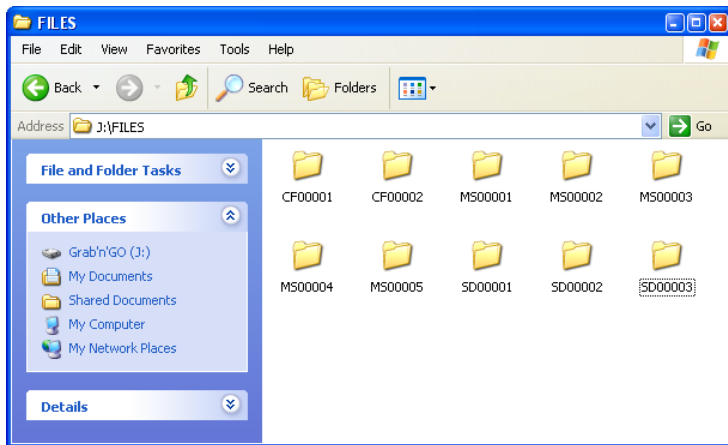 FILES
File Edit View Favorites Tools Help
Back Search Folders
Address J:\FILES Go
File and Folder Tasks
Other Places
Grab'n'GO (J:)
My Documents
Shared Documents
My Computer
My Network Places
Details
CF00001 CF00002 MS00001 MS00002 MS00003
MS00004 MS00005 SD00001 SD00002 SD00003